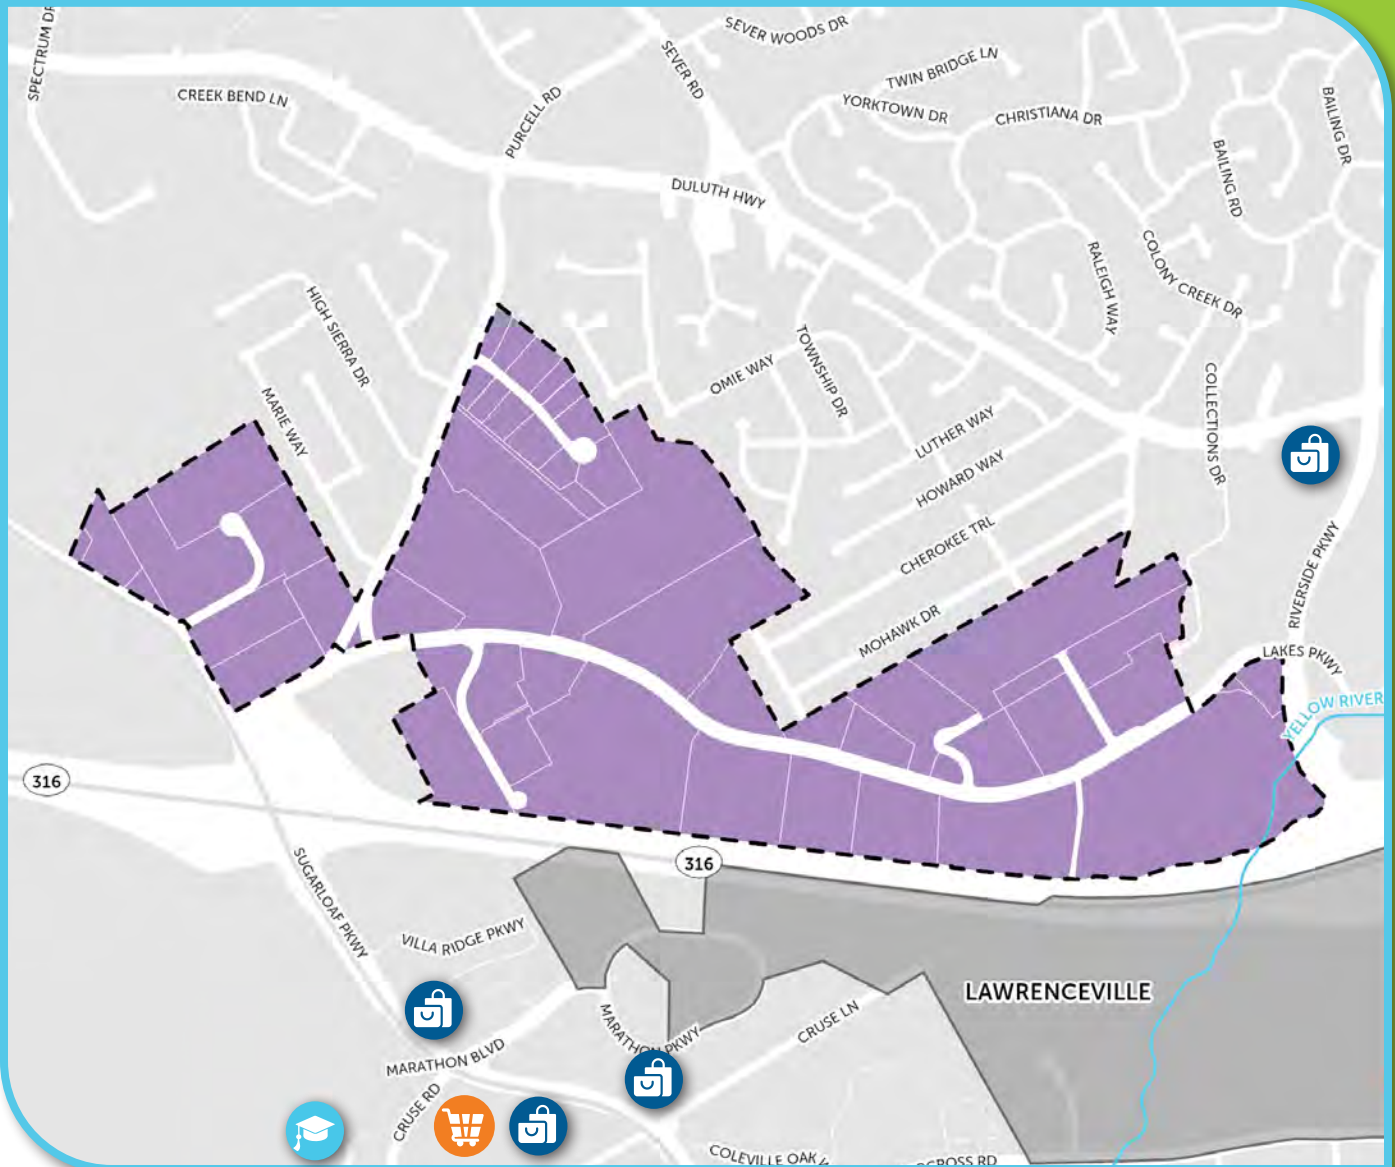 SPECTRUM DR
SEVER WOODS DR
SEVER RD
TWIN BRIDGE LN
CREEK BEND LN
PURCELL RD
YORKTOWN DR
CHRISTIANA DR
BAILING DR
BAILING RD
DULUTH HWY
RALEIGH WAY
COLONY CREEK DR
HIGH SIERRA DR
TOWNSHIP DR
OMIE WAY
COLLECTIONS DR
MARIE WAY
LUTHER WAY
HOWARD WAY
CHEROKEE TRL
RIVERSIDE PKWY
MOHAWK DR
LAKES PKWY
YELLOW RIVER
316
316
SUGARLOAF PKWY
VILLA RIDGE PKWY
LAWRENCEVILLE
MARATHON PKWY
CRUSE LN
MARATHON BLVD
CRUSE RD
COLEVILLE OAK